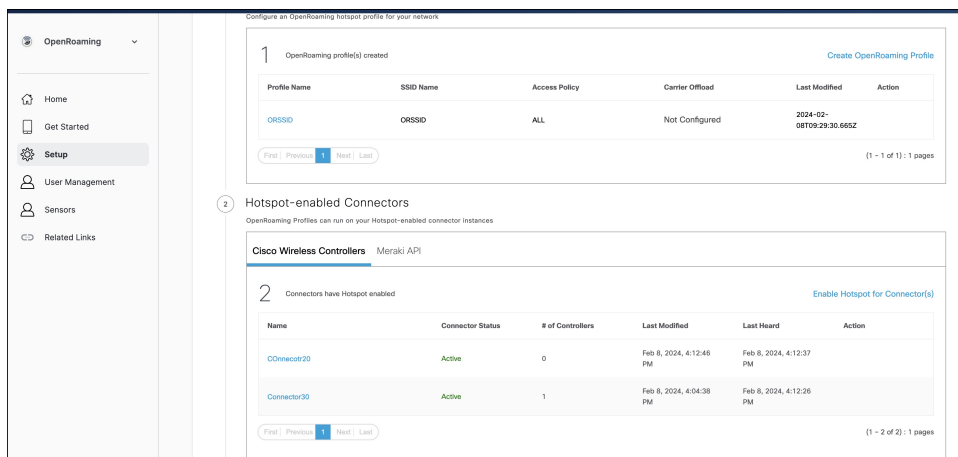 Configure an OpenRoaming hotspot profile for your network
OpenRoaming
Home
Get Started
Setup
User Management
Sensors
Related Links
1 OpenRoaming profile(s) created Create OpenRoaming Profile
Profile Name SSID Name Access Policy Carrier Offload Last Modified Action
ORSSID ORSSID ALL Not Configured 2024-02-
08T09:29:30.665Z
First Previous 1 Next Last (1 - 1 of 1) : 1 pages
2 Hotspot-enabled Connectors
OpenRoaming Profiles can run on your Hotspot-enabled connector instances
Cisco Wireless Controllers Meraki API
2 Connectors have Hotspot enabled Enable Hotspot for Connector(s)
Name Connector Status # of Controllers Last Modified Last Heard Action
COnnecotr20 Active 0 Feb 8, 2024, 4:12:46 Feb 8, 2024, 4:12:37
PM PM
Connector30 Active 1 Feb 8, 2024, 4:04:38 Feb 8, 2024, 4:12:26
PM PM
First Previous 1 Next Last (1 - 2 of 2) : 1 pages